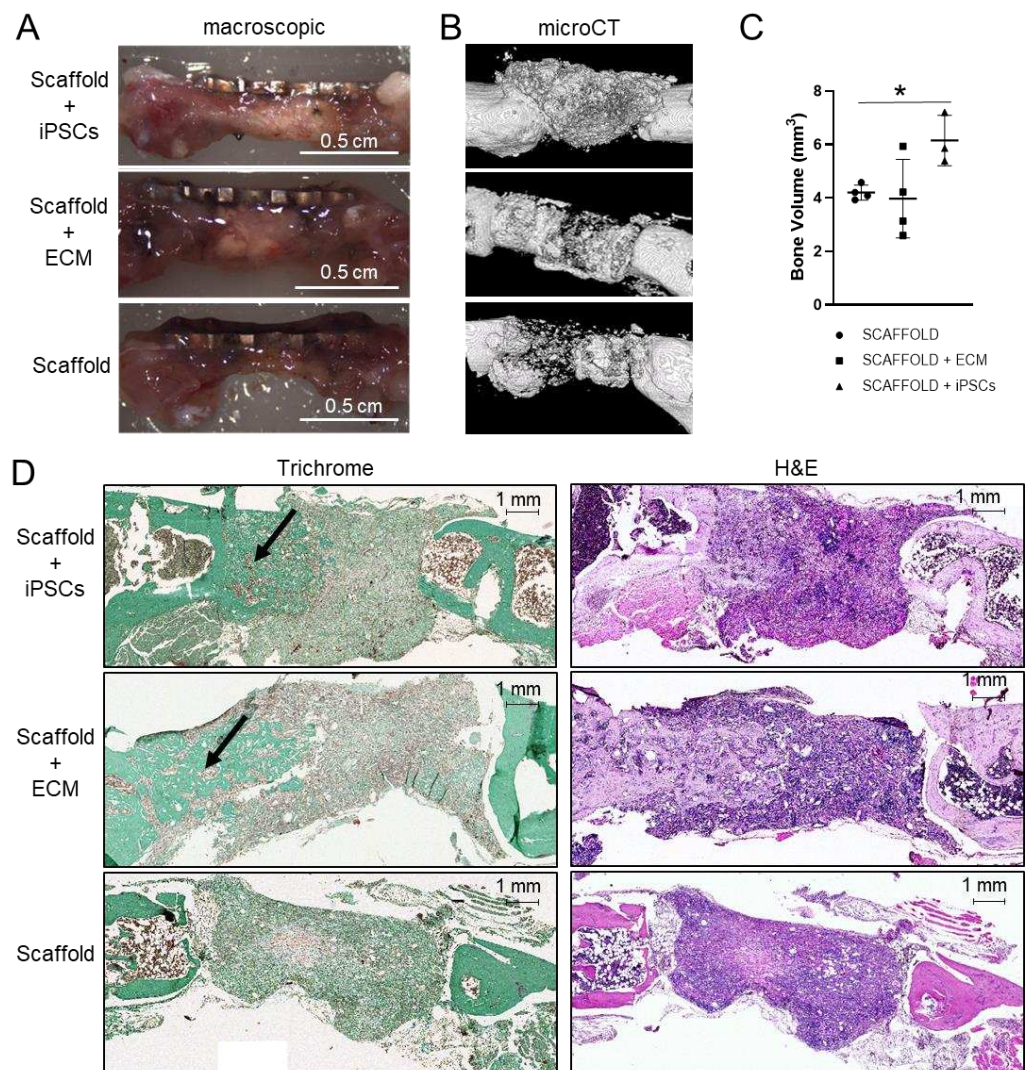 A
macroscopic
Scaffold
+
iPSCs
0.5 cm
Scaffold
+
ECM
0.5 cm
Scaffold
0.5 cm
B
microCT
C
*
Bone Volume (mm³)
8
6
4
2
0
SCAFFOLD
SCAFFOLD + ECM
SCAFFOLD + iPSCs
D
Trichrome
H&E
Scaffold
+
iPSCs
1 mm
1 mm
Scaffold
+
ECM
1 mm
1 mm
Scaffold
1 mm
1 mm